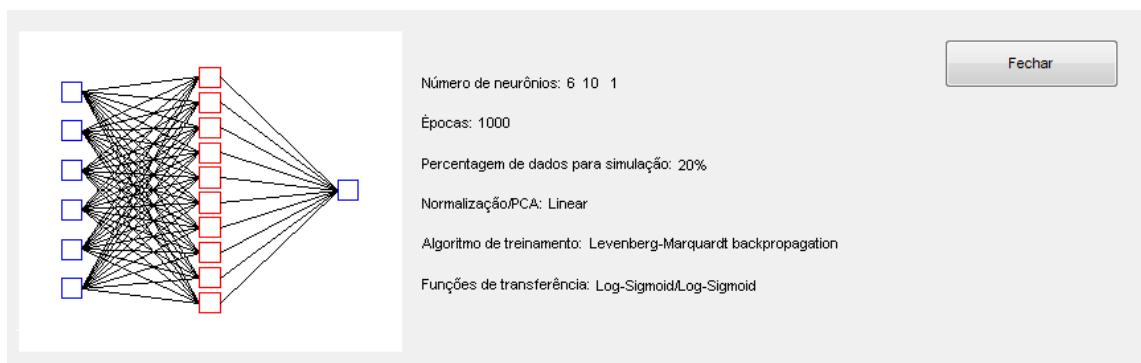 Fechar
Número de neurônios: 6 10 1
Épocas: 1000
Percentagem de dados para simulação: 20%
Normalização/PCA: Linear
Algoritmo de treinamento: Levenberg-Marquardt backpropagation
Funções de transferência: Log-Sigmoid/Log-Sigmoid